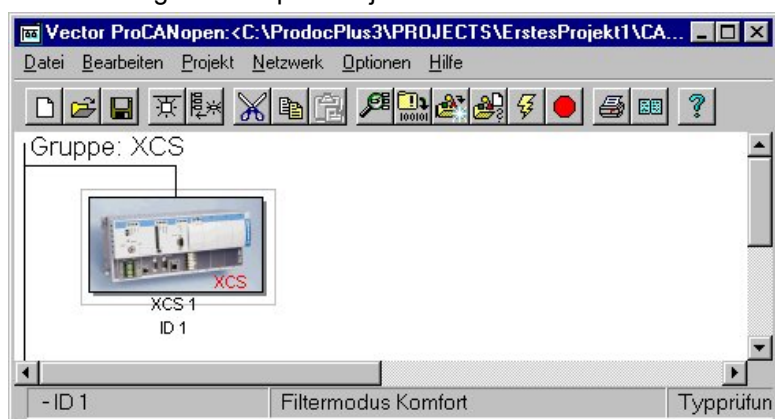 Vector ProCANopen:<C:\ProdocPlus3\PROJECTS\ErstesProjekt1\CA...
Datei Bearbeiten Projekt Netzwerk Optionen Hilfe
Gruppe: XCS
XCS
XCS 1
ID 1
- ID 1 Filtermodus Komfort Typprüfun